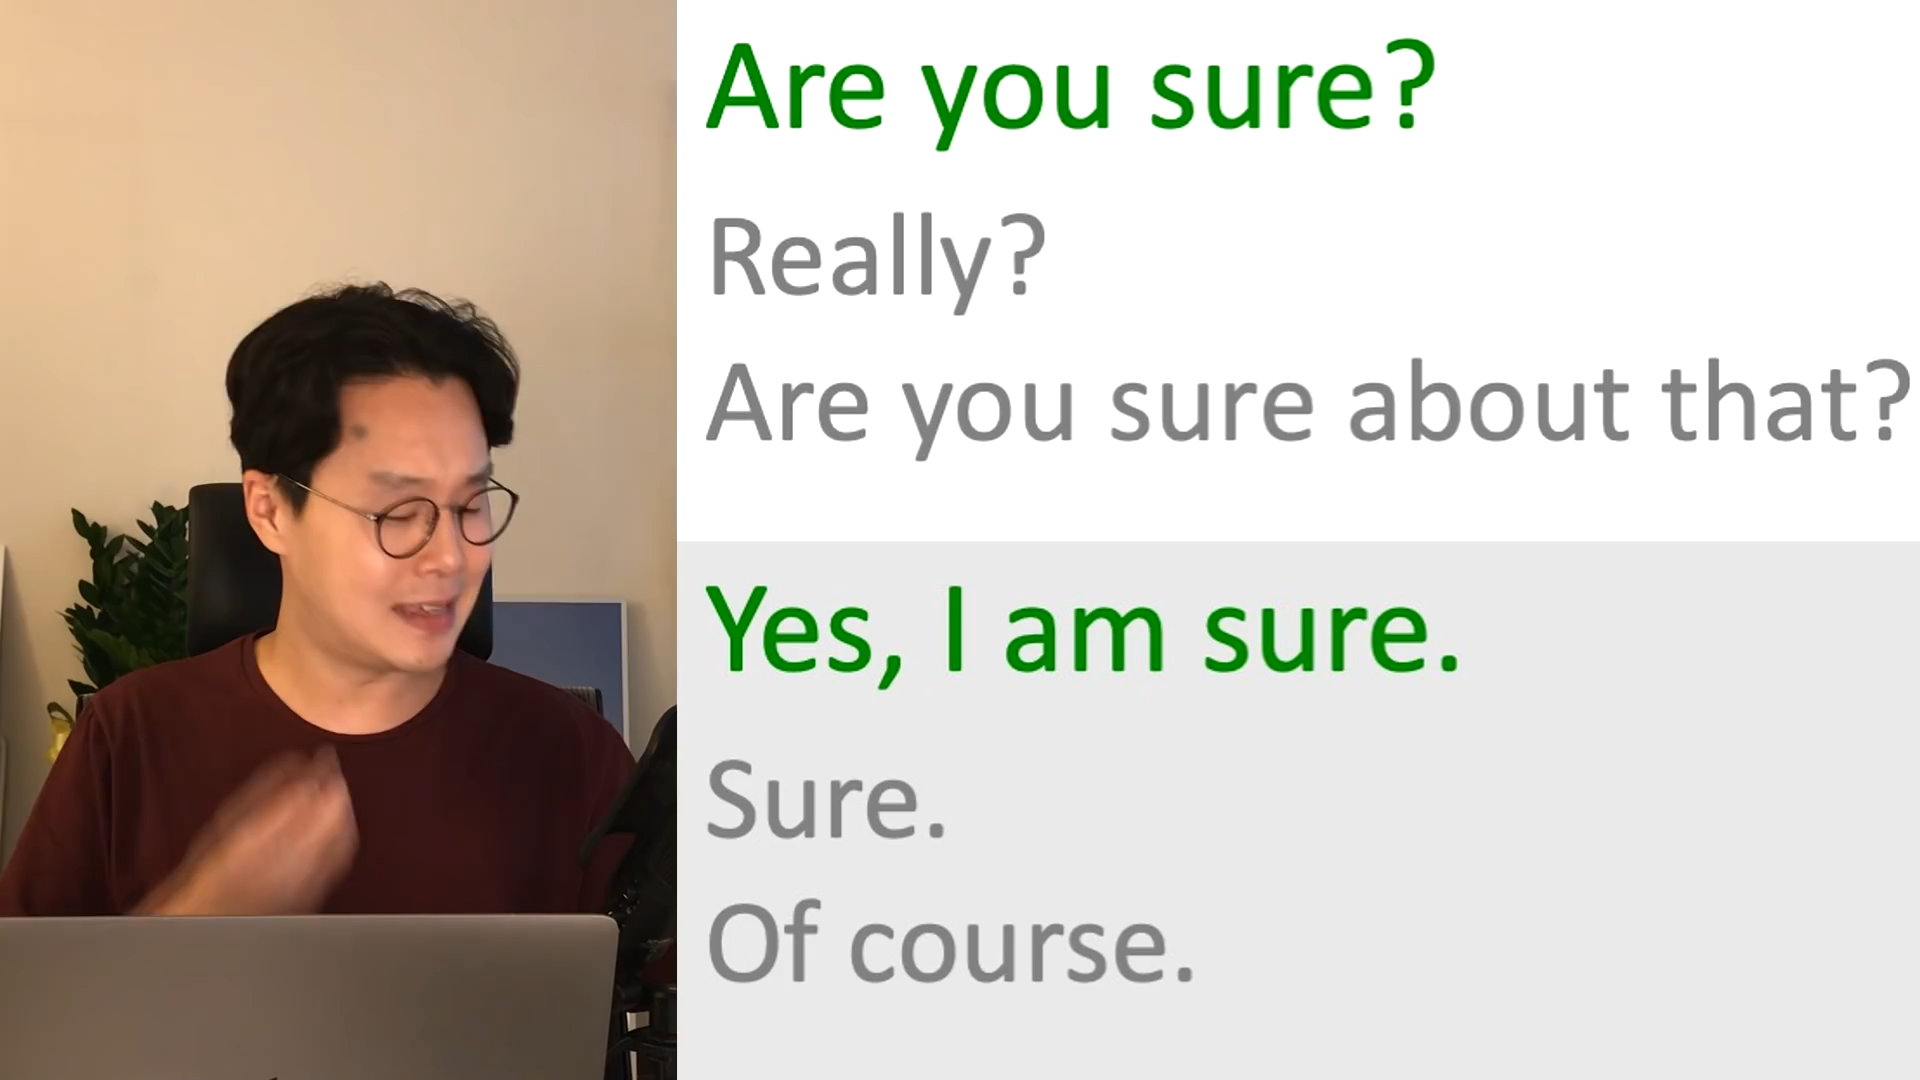 Are you sure?
Really?
Are you sure about that?
Yes, I am sure.
Sure.
Of course.